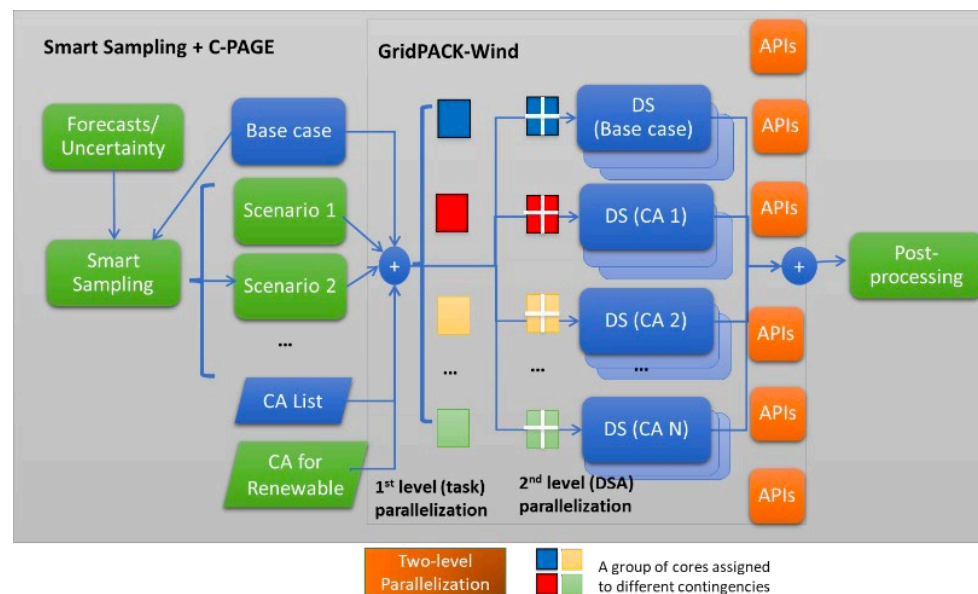 Smart Sampling + C-PAGE
GridPACK-Wind
APIs
Forecasts/
Uncertainty
Base case
DS
(Base case)
APIs
Scenario 1
DS (CA 1)
APIs
Smart
Sampling
Scenario 2
+
+
Post-
processing
DS (CA 2)
APIs
...
...
...
...
CA List
DS (CA N)
APIs
CA for
Renewable
1st level (task)
parallelization
2nd level (DSA)
parallelization
APIs
Two-level
Parallelization
A group of cores assigned
to different contingencies